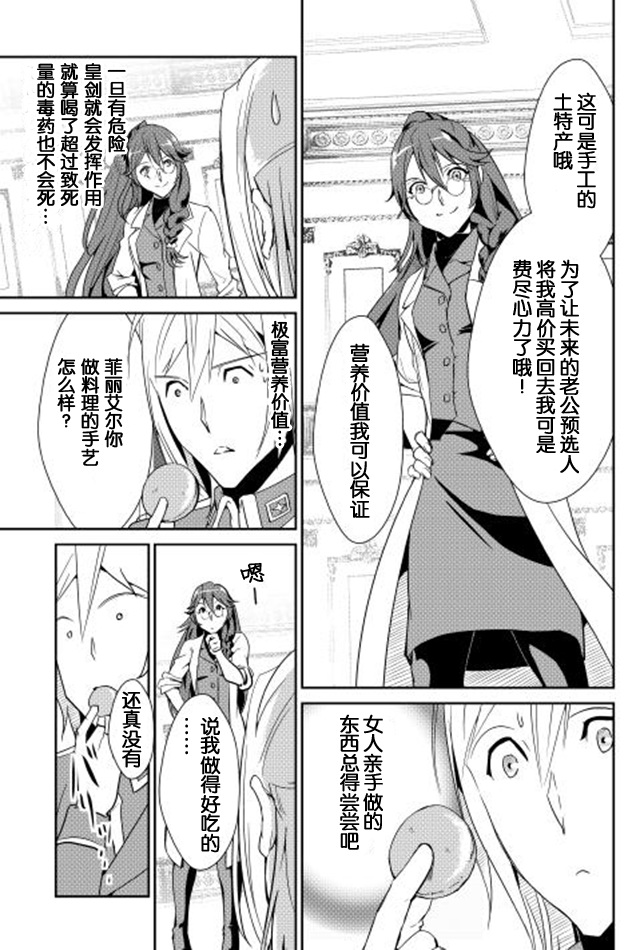 这可是手工的
土特产哦
为了让未来的老公预选人
将我高价买回去我可是
费尽心力了哦！
营养价值我可以保证
一旦有危险
皇剑就会发挥作用
就算喝了超过致死
量的毒药也不会死…
极富营养价值…
菲丽艾尔你
做料理的手艺
怎么样？
女人亲手做的
东西总得尝尝吧
嗯－
说我做得好吃的
……
还真没有